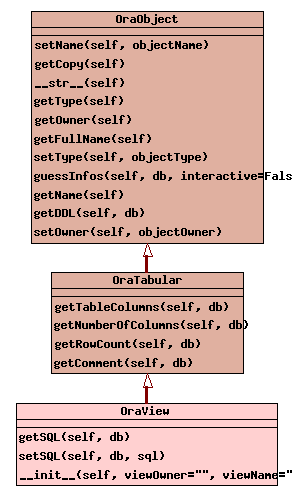 OraObject
setName(self, objectName)
getCopy(self)
__str__(self)
getType(self)
getOwner(self)
getFullName(self)
setType(self, objectType)
guessInfos(self, db, interactive=Fals
getName(self)
getDDL(self, db)
setOwner(self, objectOwner)
OraTabular
getTableColumns(self, db)
getNumberOfColumns(self, db)
getRowCount(self, db)
getComment(self, db)
OraView
getSQL(self, db)
setSQL(self, db, sql)
__init__(self, viewOwner="", viewName="